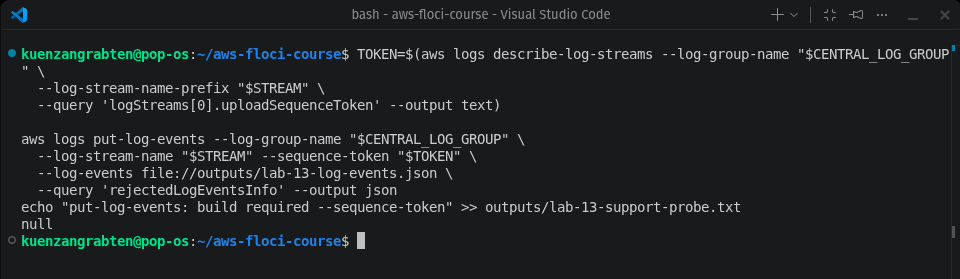 bash - aws-floci-course - Visual Studio Code
kuenzangrabten@pop-os:~/aws-floci-course$ TOKEN=$(aws logs describe-log-streams --log-group-name "$CENTRAL_LOG_GROUP
" \
  --log-stream-name-prefix "$STREAM" \
  --query 'logStreams[0].uploadSequenceToken' --output text)

aws logs put-log-events --log-group-name "$CENTRAL_LOG_GROUP" \
  --log-stream-name "$STREAM" --sequence-token "$TOKEN" \
  --log-events file://outputs/lab-13-log-events.json \
  --query 'rejectedLogEventsInfo' --output json
echo "put-log-events: build required --sequence-token" >> outputs/lab-13-support-probe.txt
null
kuenzangrabten@pop-os:~/aws-floci-course$